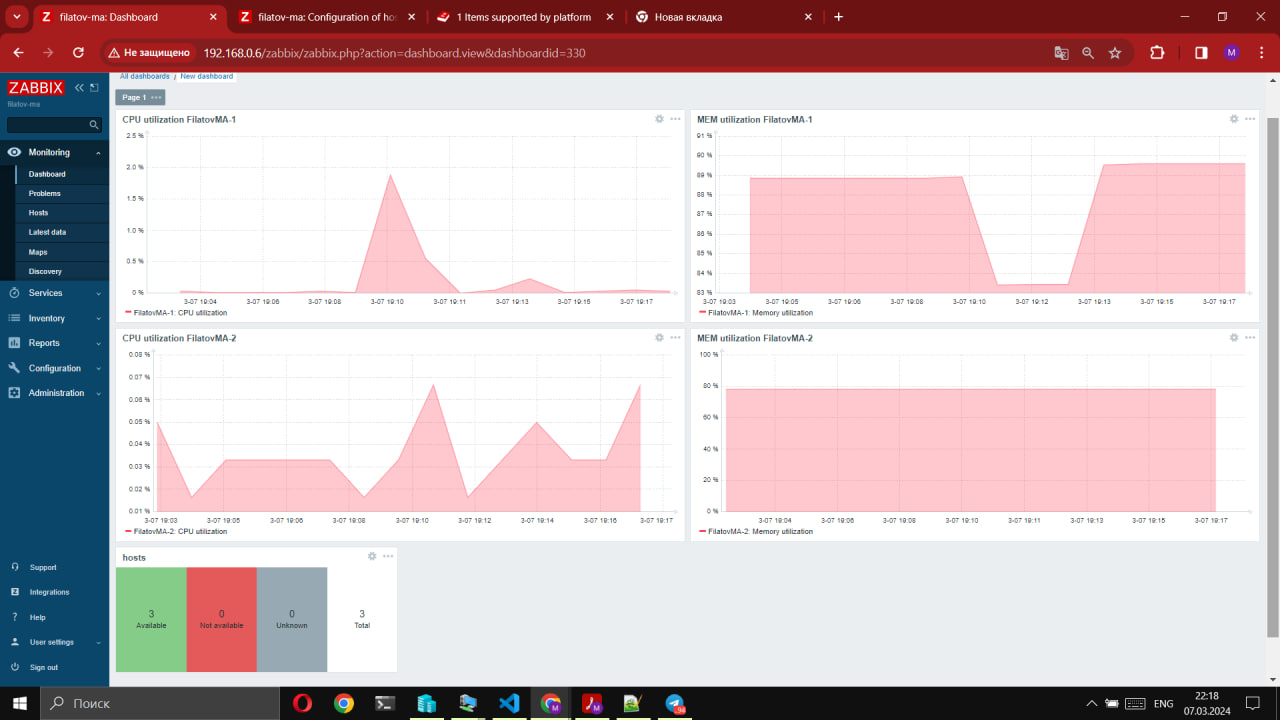 filatov-ma: Dashboard
filatov-ma: Configuration of hos
1 Items supported by platform
Новая вкладка
Не защищено 192.168.0.6/zabbix/zabbix.php?action=dashboard.view&dashboardid=330
ZABBIX
filatov-ma
Monitoring
Dashboard
Problems
Hosts
Latest data
Maps
Discovery
Services
Inventory
Reports
Configuration
Administration
Support
Integrations
Help
User settings
Sign out
All dashboards / New dashboard
Page 1
CPU utilization FilatovMA-1
2.5 %
2.0 %
1.5 %
1.0 %
0.5 %
0 %
3-07 19:04 3-07 19:06 3-07 19:08 3-07 19:10 3-07 19:11 3-07 19:13 3-07 19:15 3-07 19:17
FilatovMA-1: CPU utilization
MEM utilization FilatovMA-1
91 %
90 %
89 %
88 %
87 %
86 %
85 %
84 %
83 %
3-07 19:03 3-07 19:05 3-07 19:06 3-07 19:08 3-07 19:10 3-07 19:12 3-07 19:13 3-07 19:15 3-07 19:17
FilatovMA-1: Memory utilization
CPU utilization FilatovMA-2
0.08 %
0.07 %
0.06 %
0.05 %
0.04 %
0.03 %
0.02 %
0.01 %
3-07 19:03 3-07 19:05 3-07 19:06 3-07 19:08 3-07 19:10 3-07 19:12 3-07 19:14 3-07 19:16 3-07 19:17
FilatovMA-2: CPU utilization
MEM utilization FilatovMA-2
100 %
80 %
60 %
40 %
20 %
0 %
3-07 19:04 3-07 19:06 3-07 19:08 3-07 19:10 3-07 19:11 3-07 19:13 3-07 19:15 3-07 19:17
FilatovMA-2: Memory utilization
hosts
3
Available
0
Not available
0
Unknown
3
Total
Поиск
94
ENG
22:18
07.03.2024